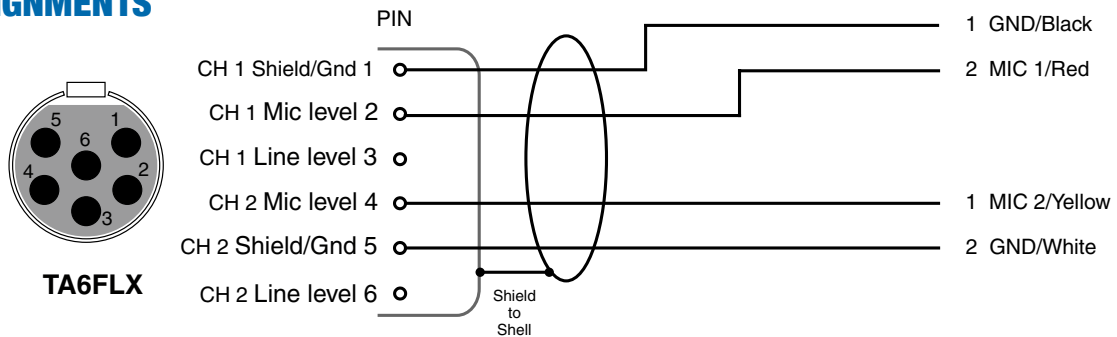 PIN
CH 1 Shield/Gnd 1
CH 1 Mic level 2
CH 1 Line level 3
CH 2 Mic level 4
CH 2 Shield/Gnd 5
CH 2 Line level 6
Shield
to
Shell
1 GND/Black
2 MIC 1/Red
1 MIC 2/Yellow
2 GND/White
5
1
6
4
2
3
TA6FLX